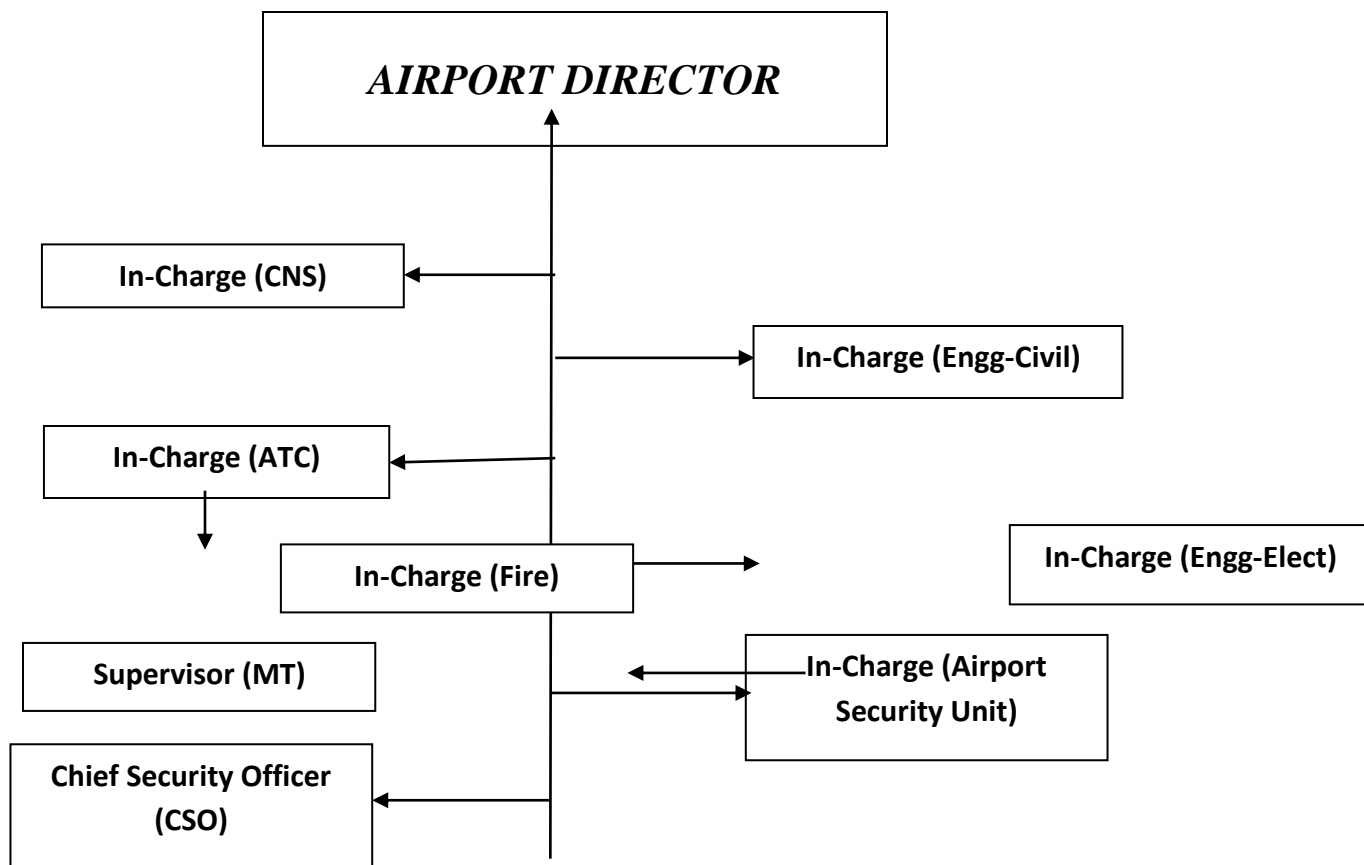 AIRPORT DIRECTOR
In-Charge (CNS)
In-Charge (Engg-Civil)
In-Charge (ATC)
In-Charge (Fire)
In-Charge (Engg-Elect)
Supervisor (MT)
In-Charge (Airport
Security Unit)
Chief Security Officer
(CSO)